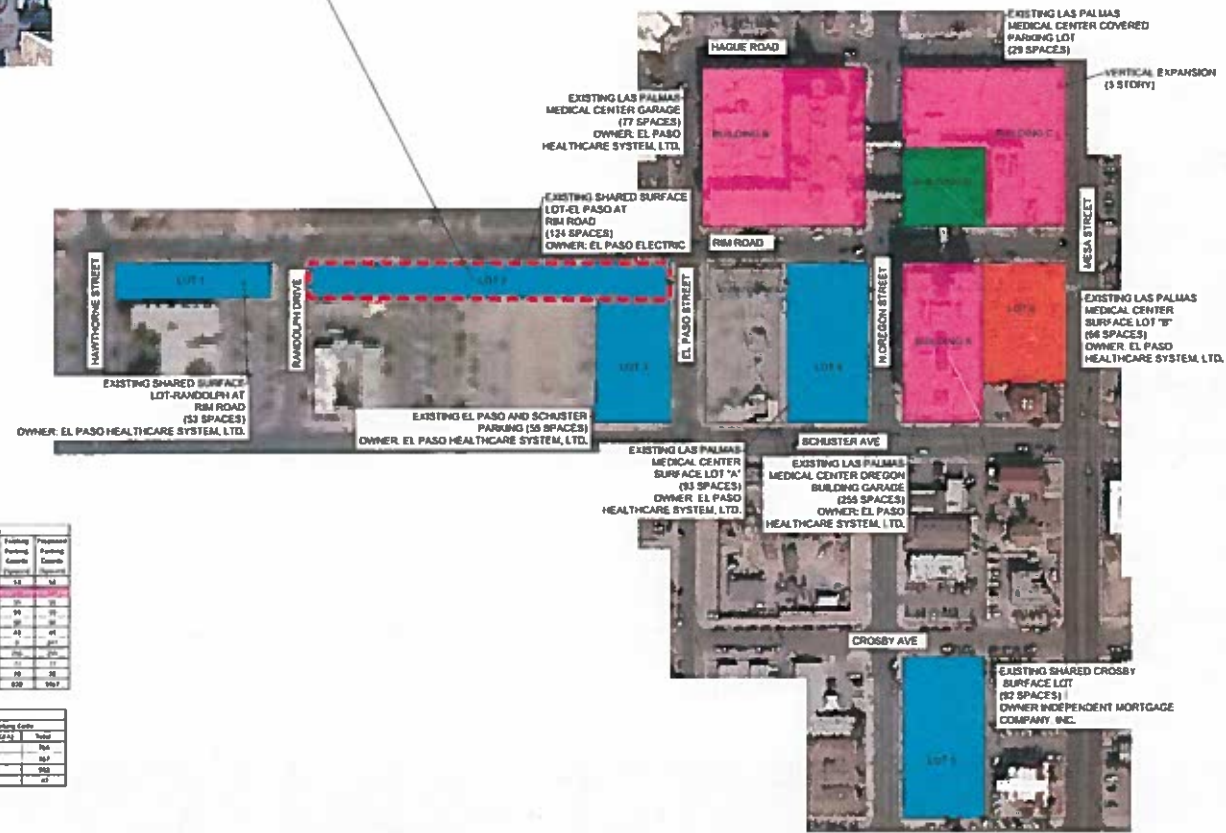 EXISTING LAS PALMAS
MEDICAL CENTER COVERED
PARKING LOT
(29 SPACES)
HAGUE ROAD
VERTICAL EXPANSION
(3 STORY)
EXISTING LAS PALMAS
MEDICAL CENTER GARAGE
(77 SPACES)
OWNER: EL PASO
HEALTHCARE SYSTEM, LTD.
BUILDING B
BUILDING C
EXISTING SHARED SURFACE
LOT-EL PASO AT
RIM ROAD
(124 SPACES)
OWNER: EL PASO ELECTRIC
RIM ROAD
MESA STREET
HAWTHORNE STREET
LOT 1
RANDOLPH DRIVE
LOT 2
EL PASO STREET
LOT 3
LOT 4
N.OREGON STREET
BUILDING A
EXISTING LAS PALMAS
MEDICAL CENTER
SURFACE LOT "B"
(66 SPACES)
OWNER: EL PASO
HEALTHCARE SYSTEM, LTD.
EXISTING SHARED SURFACE
LOT-RANDOLPH AT
RIM ROAD
(53 SPACES)
OWNER: EL PASO HEALTHCARE SYSTEM, LTD.
EXISTING EL PASO AND SCHUSTER
PARKING (55 SPACES)
OWNER: EL PASO HEALTHCARE SYSTEM, LTD.
SCHUSTER AVE
EXISTING LAS PALMAS
MEDICAL CENTER
SURFACE LOT "A"
(93 SPACES)
OWNER: EL PASO
HEALTHCARE SYSTEM, LTD.
EXISTING LAS PALMAS
MEDICAL CENTER OREGON
BUILDING GARAGE
(255 SPACES)
OWNER: EL PASO
HEALTHCARE SYSTEM, LTD.
CROSBY AVE
EXISTING SHARED CROSBY
SURFACE LOT
(92 SPACES)
OWNER INDEPENDENT MORTGAGE
COMPANY, INC.
LOT 5
Existing Proposed
Parking Parking
Total